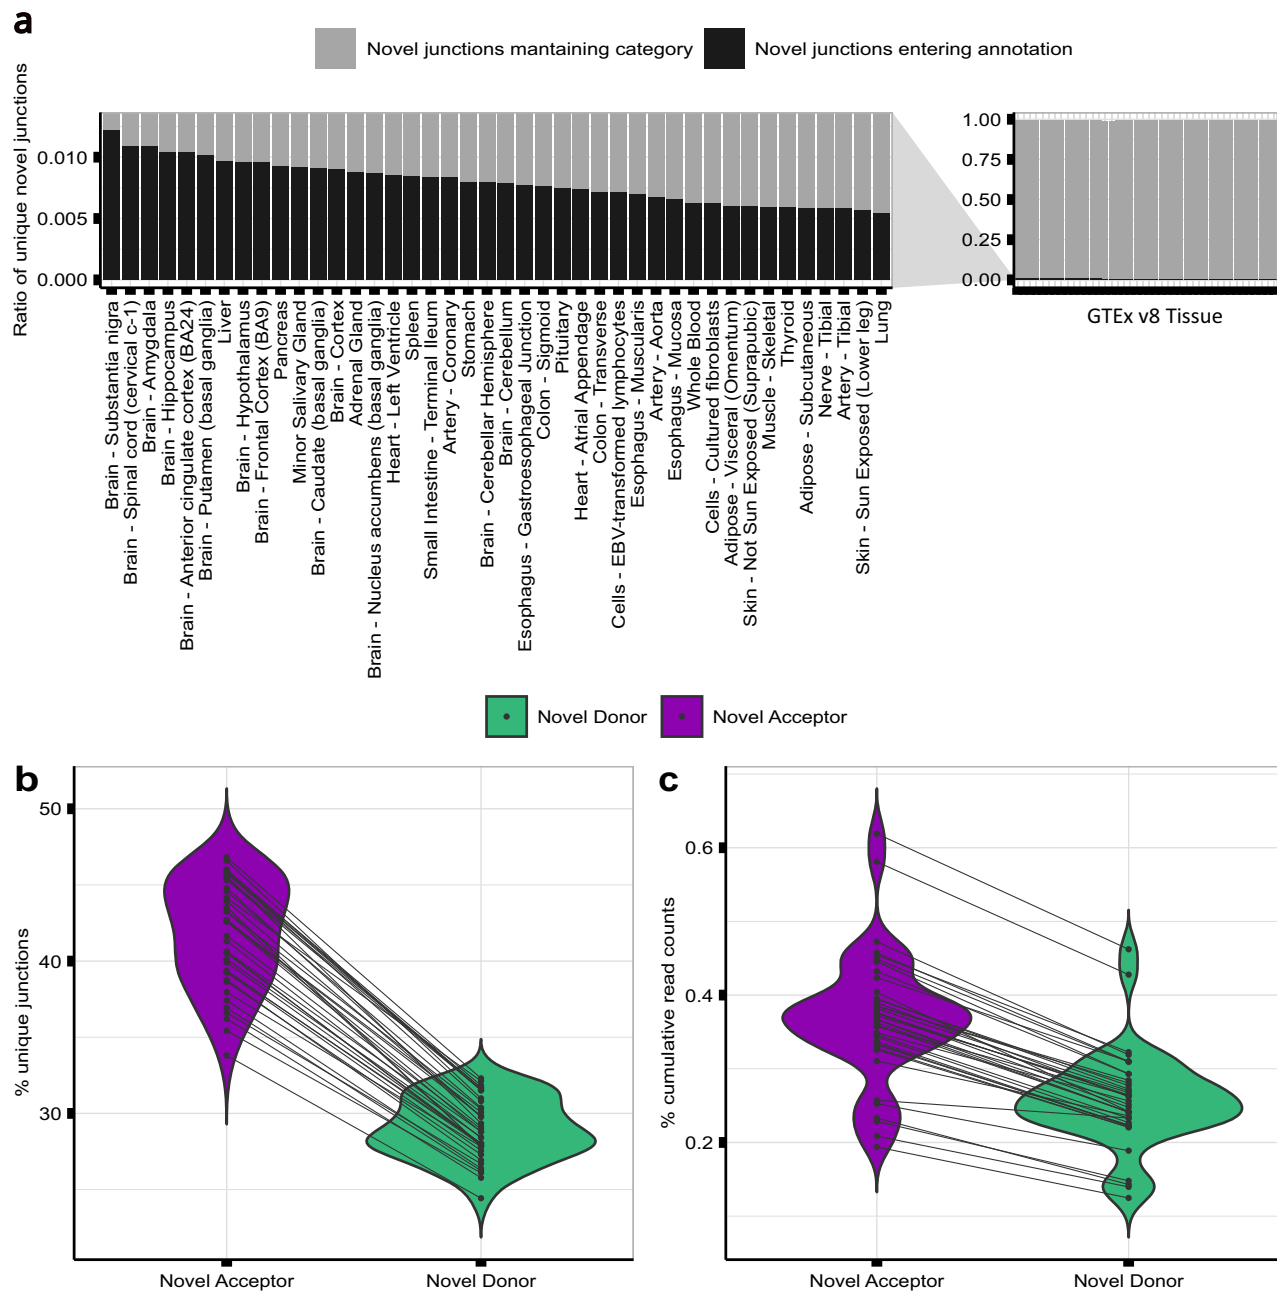 a
Novel junctions mantaining category
Novel junctions entering annotation
Ratio of unique novel junctions
0.010
0.005
0.000
1.00
0.75
0.50
0.25
0.00
GTEx v8 Tissue
Brain - Substantia nigra
Brain - Spinal cord (cervical c-1)
Brain - Amygdala
Brain - Hippocampus
Brain - Anterior cingulate cortex (BA24)
Brain - Putamen (basal ganglia)
Liver
Brain - Hypothalamus
Brain - Frontal Cortex (BA9)
Pancreas
Minor Salivary Gland
Brain - Caudate (basal ganglia)
Brain - Cortex
Adrenal Gland
Brain - Nucleus accumbens (basal ganglia)
Heart - Left Ventricle
Spleen
Small Intestine - Terminal Ileum
Artery - Coronary
Stomach
Brain - Cerebellar Hemisphere
Brain - Cerebellum
Esophagus - Gastroesophageal Junction
Colon - Sigmoid
Pituitary
Heart - Atrial Appendage
Colon - Transverse
Cells - EBV-transformed lymphocytes
Esophagus - Muscularis
Artery - Aorta
Esophagus - Mucosa
Whole Blood
Cells - Cultured fibroblasts
Adipose - Visceral (Omentum)
Skin - Not Sun Exposed (Suprapubic)
Muscle - Skeletal
Thyroid
Adipose - Subcutaneous
Nerve - Tibial
Artery - Tibial
Skin - Sun Exposed (Lower leg)
Lung
Novel Donor
Novel Acceptor
b
% unique junctions
50
40
30
Novel Acceptor
Novel Donor
c
% cumulative read counts
0.6
0.4
0.2
Novel Acceptor
Novel Donor